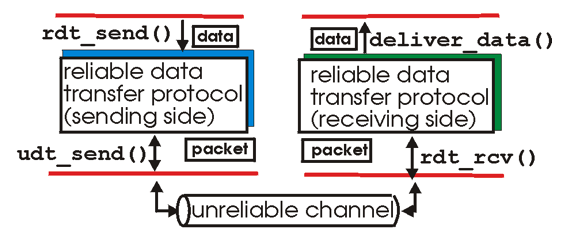 rdt_send()
data
data
deliver_data()
reliable data
transfer protocol
(sending side)
reliable data
transfer protocol
(receiving side)
udt_send()
packet
packet
rdt_rcv()
unreliable channel